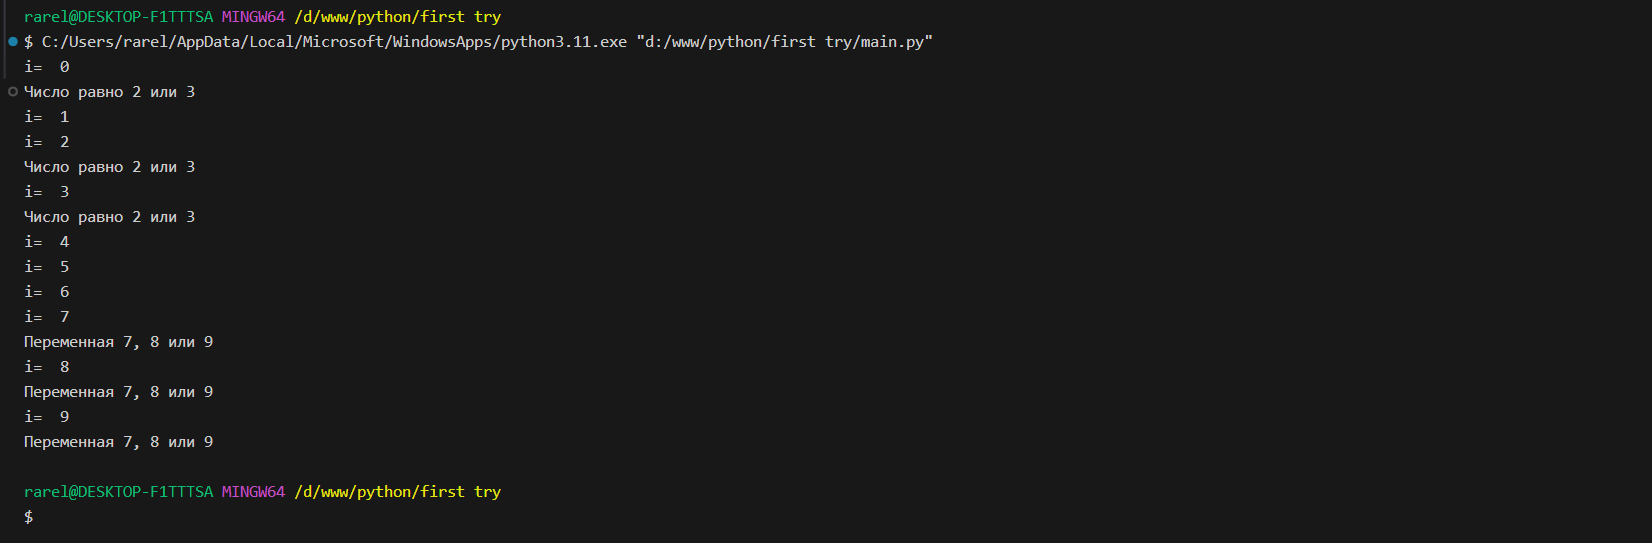 rarel@DESKTOP-F1TTTSA MINGW64 /d/www/python/first try
$ C:/Users/rarel/AppData/Local/Microsoft/WindowsApps/python3.11.exe "d:/www/python/first try/main.py"
i=  0
Число равно 2 или 3
i=  1
i=  2
Число равно 2 или 3
i=  3
Число равно 2 или 3
i=  4
i=  5
i=  6
i=  7
Переменная 7, 8 или 9
i=  8
Переменная 7, 8 или 9
i=  9
Переменная 7, 8 или 9
rarel@DESKTOP-F1TTTSA MINGW64 /d/www/python/first try
$